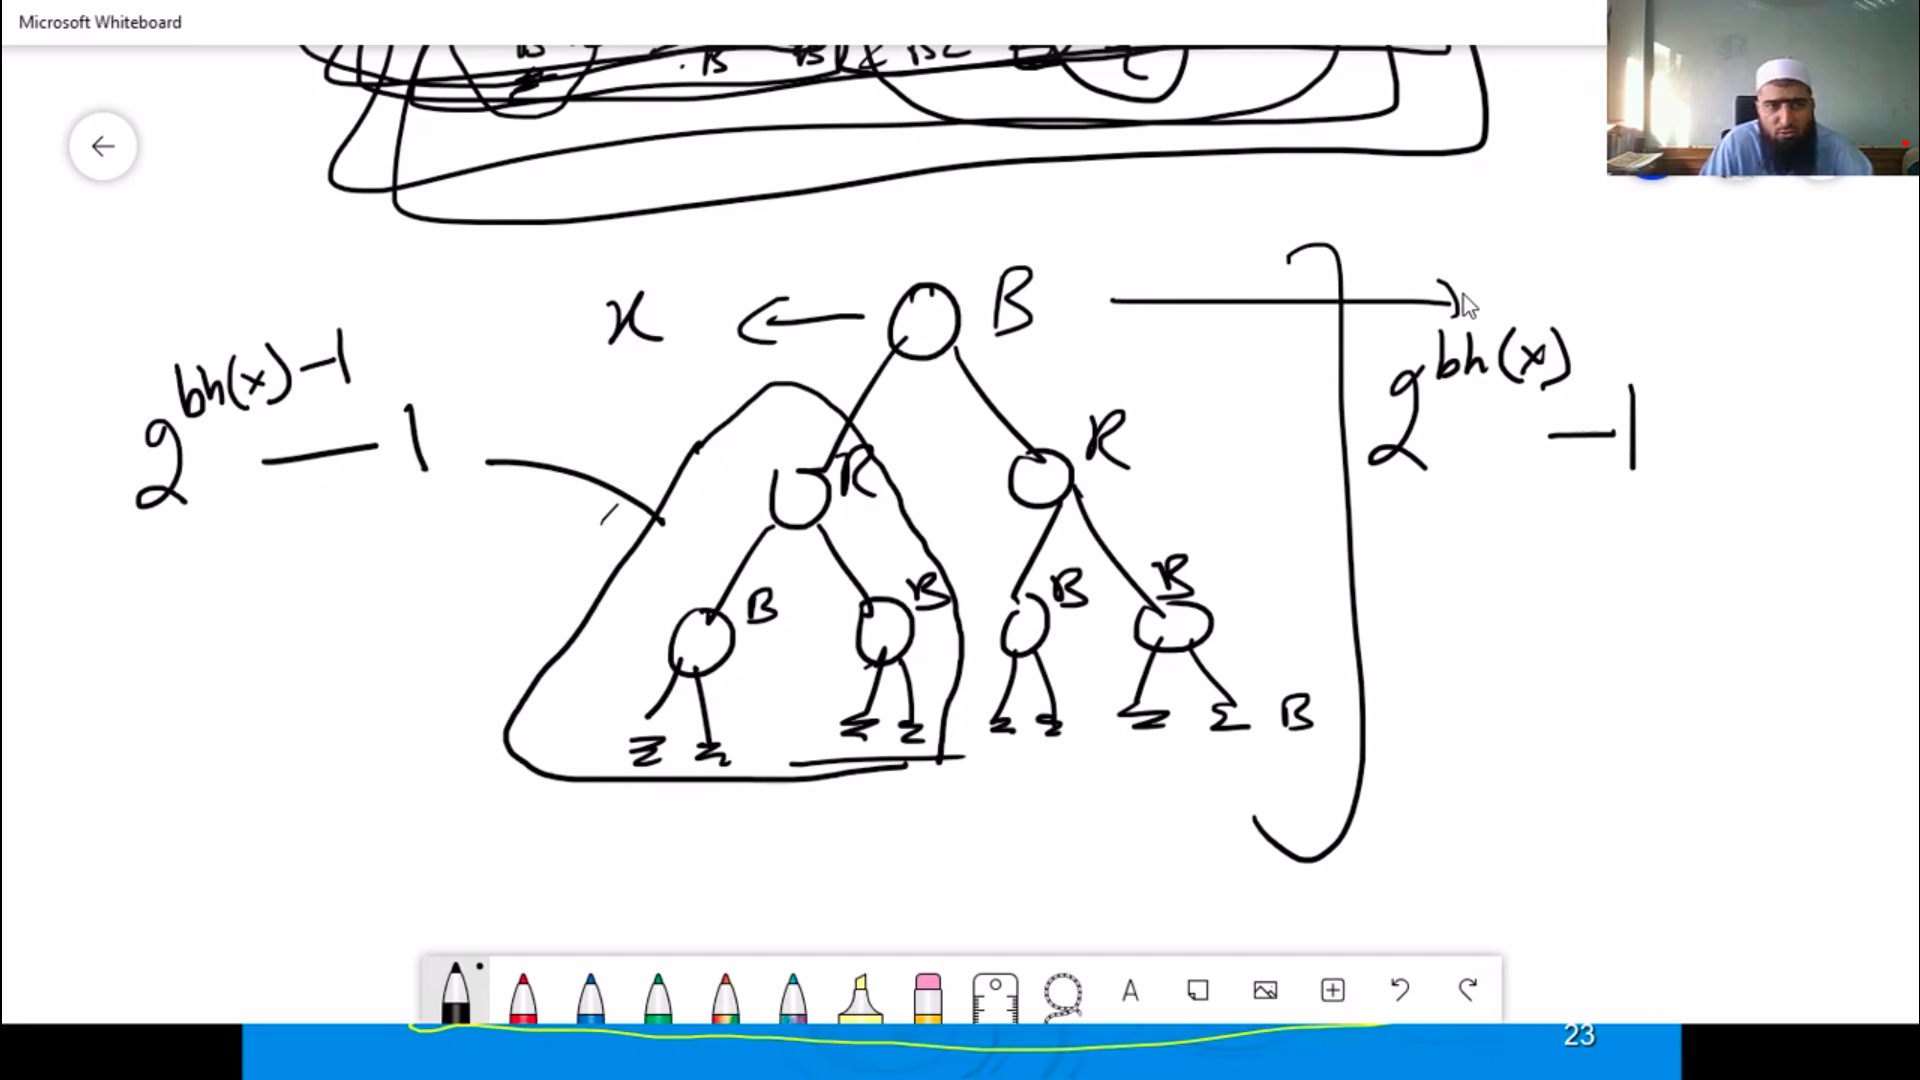 Microsoft Whiteboard
B B B
x B
2^{bh(x)-1} - 1
R R
2^{bh(x)} - 1
B B B B
B
A
23